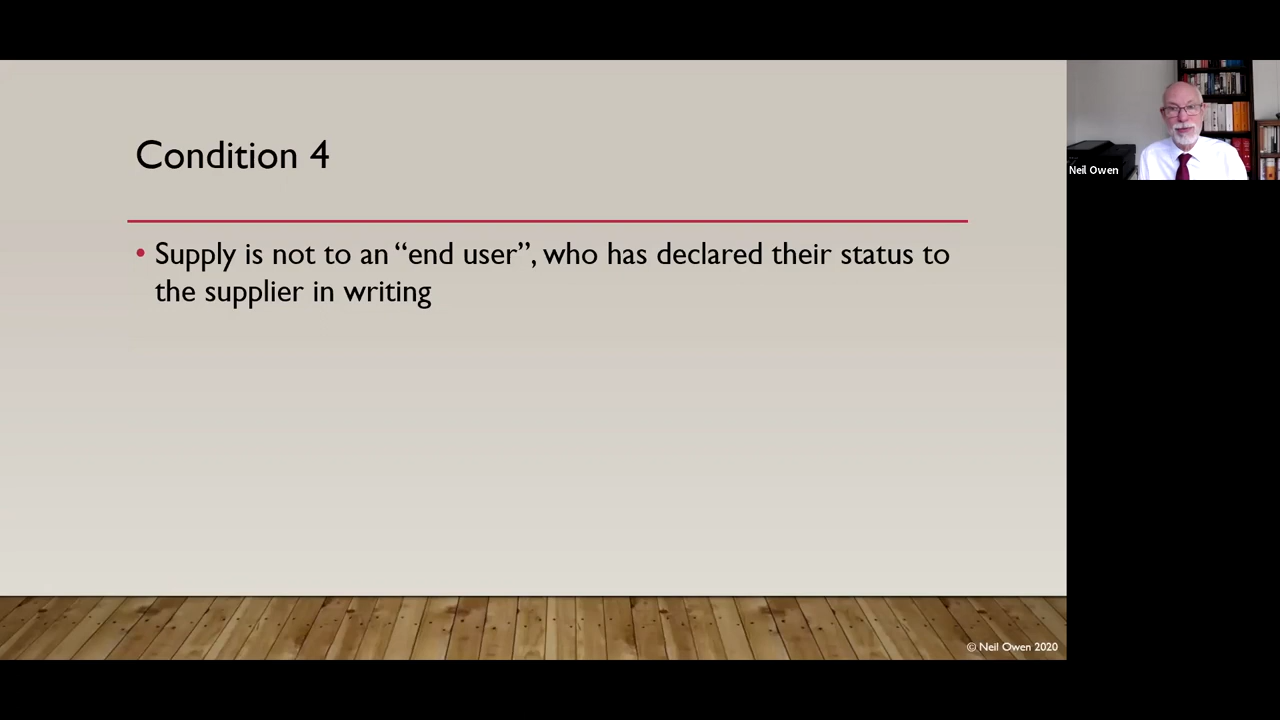 Condition 4
• Supply is not to an “end user”, who has declared their status to
the supplier in writing
Neil Owen
© Neil Owen 2020